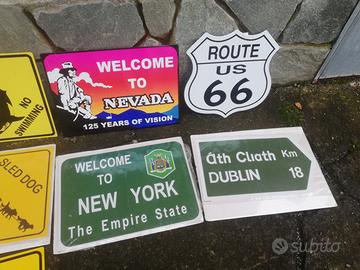 WELCOME
TO
NEVADA
125 YEARS OF VISION
ROUTE
US
66
NO
SWIMMING
SLED DOG
WELCOME
TO
NEW YORK
The Empire State
Ath Cliath Km
DUBLIN 18
subito